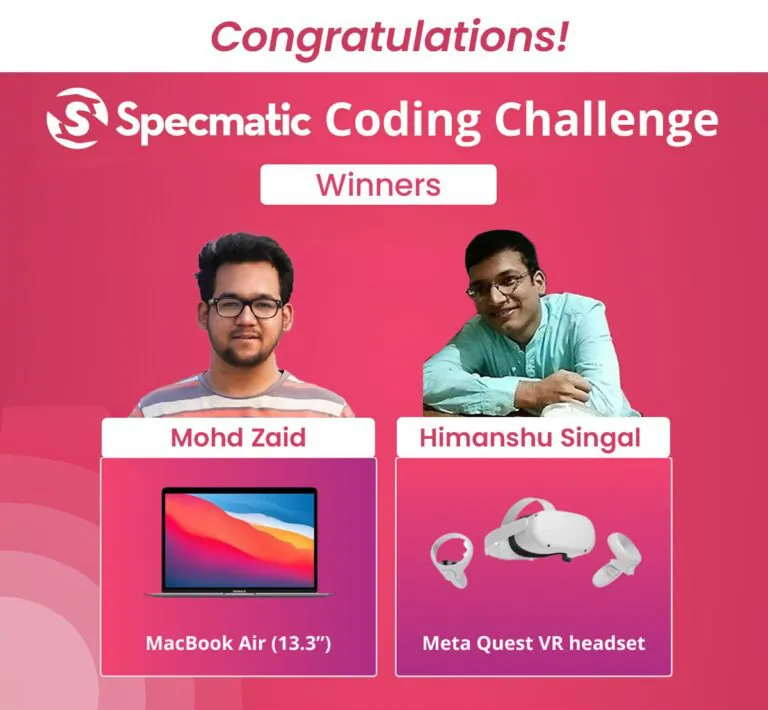 Congratulations!
Specmatic Coding Challenge
Winners
Mohd Zaid
Himanshu Singal
MacBook Air (13.3”)
Meta Quest VR headset